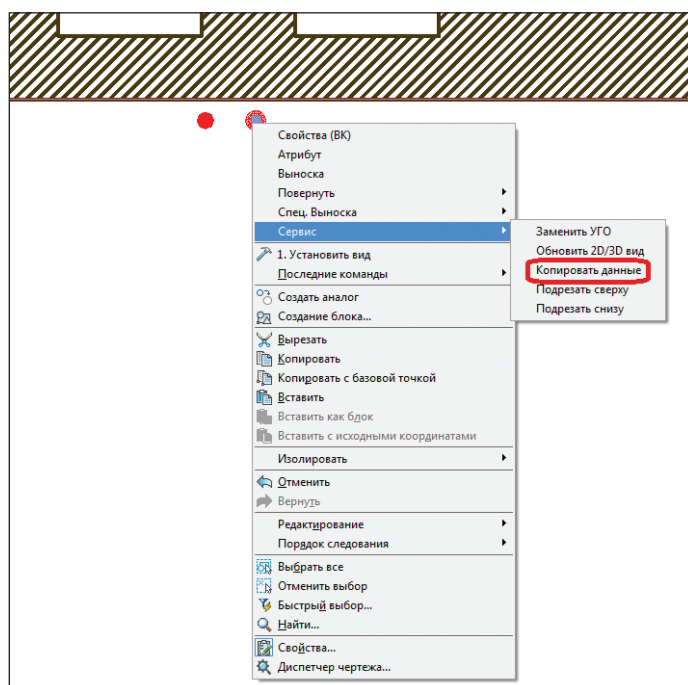 Свойства (ВК)
Атрибут
Выноска
Повернуть
Спец. Выноска
Сервис
1. Установить вид
Последние команды
Создать аналог
Создание блока...
Вырезать
Копировать
Копировать с базовой точкой
Вставить
Вставить как блок
Вставить с исходными координатами
Изолировать
Отменить
Вернуть
Редактирование
Порядок следования
Выбрать все
Отменить выбор
Быстрый выбор...
Найти...
Свойства...
Диспетчер чертежа...
Заменить УГО
Обновить 2D/3D вид
Копировать данные
Подрезать сверху
Подрезать снизу